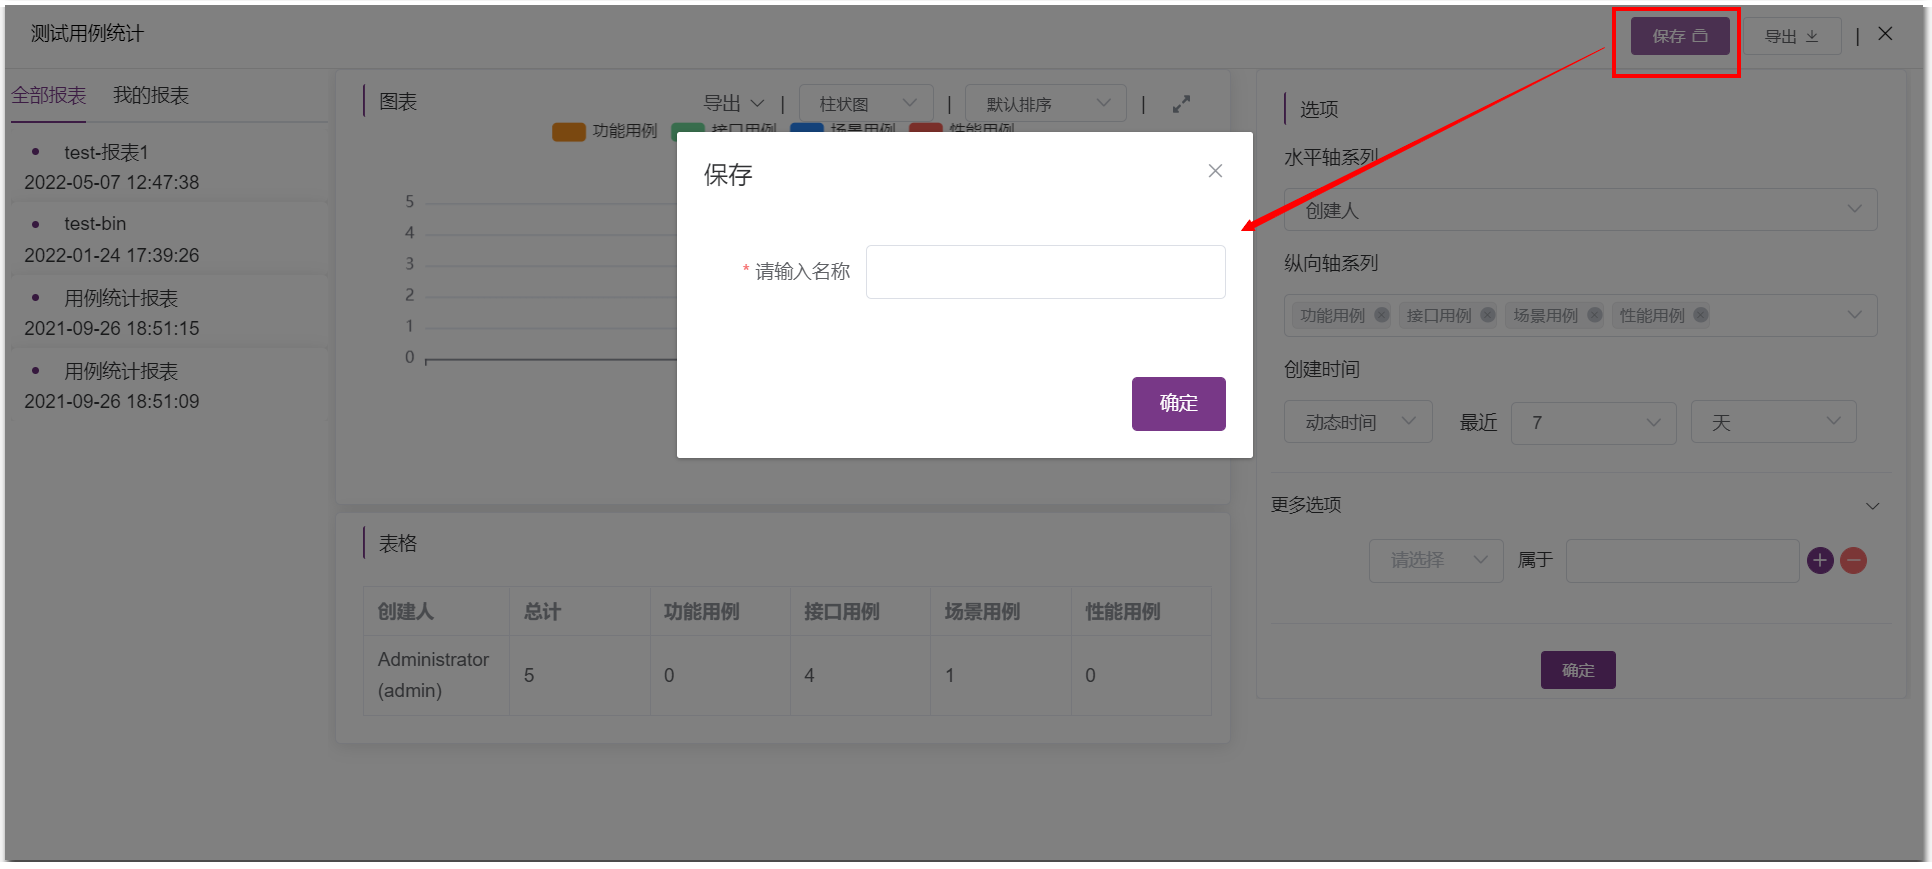 测试用例统计
保存
导出
全部报表 我的报表
test-报表1
2022-05-07 12:47:38
test-bin
2022-01-24 17:39:26
用例统计报表
2021-09-26 18:51:15
用例统计报表
2021-09-26 18:51:09
图表
导出 | 柱状图 | 默认排序 |
功能用例 接口用例 场景用例 性能用例
5
4
3
2
1
0
保存
* 请输入名称
确定
表格
创建人 总计 功能用例 接口用例 场景用例 性能用例
Administrator
(admin) 5 0 4 1 0
选项
水平轴系列
创建人
纵向轴系列
功能用例 接口用例 场景用例 性能用例
创建时间
动态时间 最近 7 天
更多选项
请选择 属于
确定